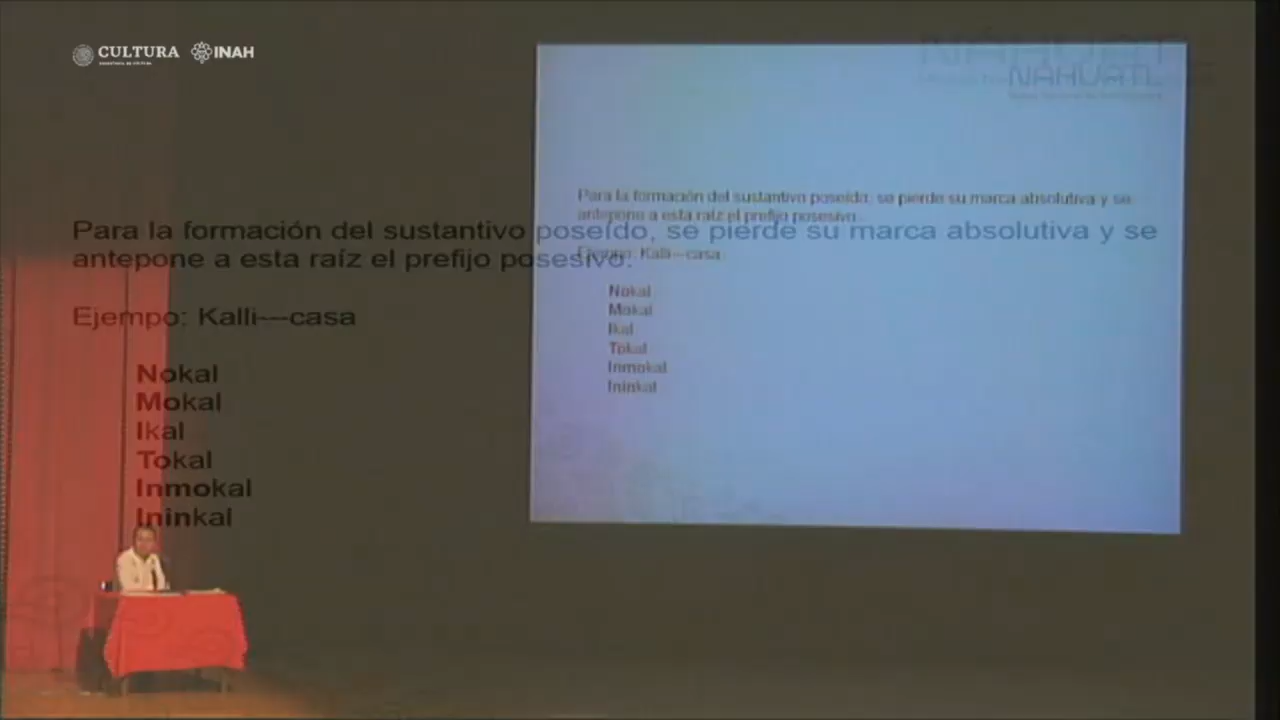 CULTURA
INAH
NÁHUATL
NÁHUATL
Para la formación del sustantivo poseído, se pierde su marca absolutiva y se
antepone a esta raíz el prefijo posesivo.
Ejempo: Kalli---casa
Nokal
Mokal
Ikal
Tokal
Inmokal
Ininkal
Para la formación del sustantivo poseído, se pierde su marca absolutiva y se
antepone a esta raíz el prefijo posesivo.
Ejempo: Kalli---casa
Nokal
Mokal
Ikal
Tokal
Inmokal
Ininkal